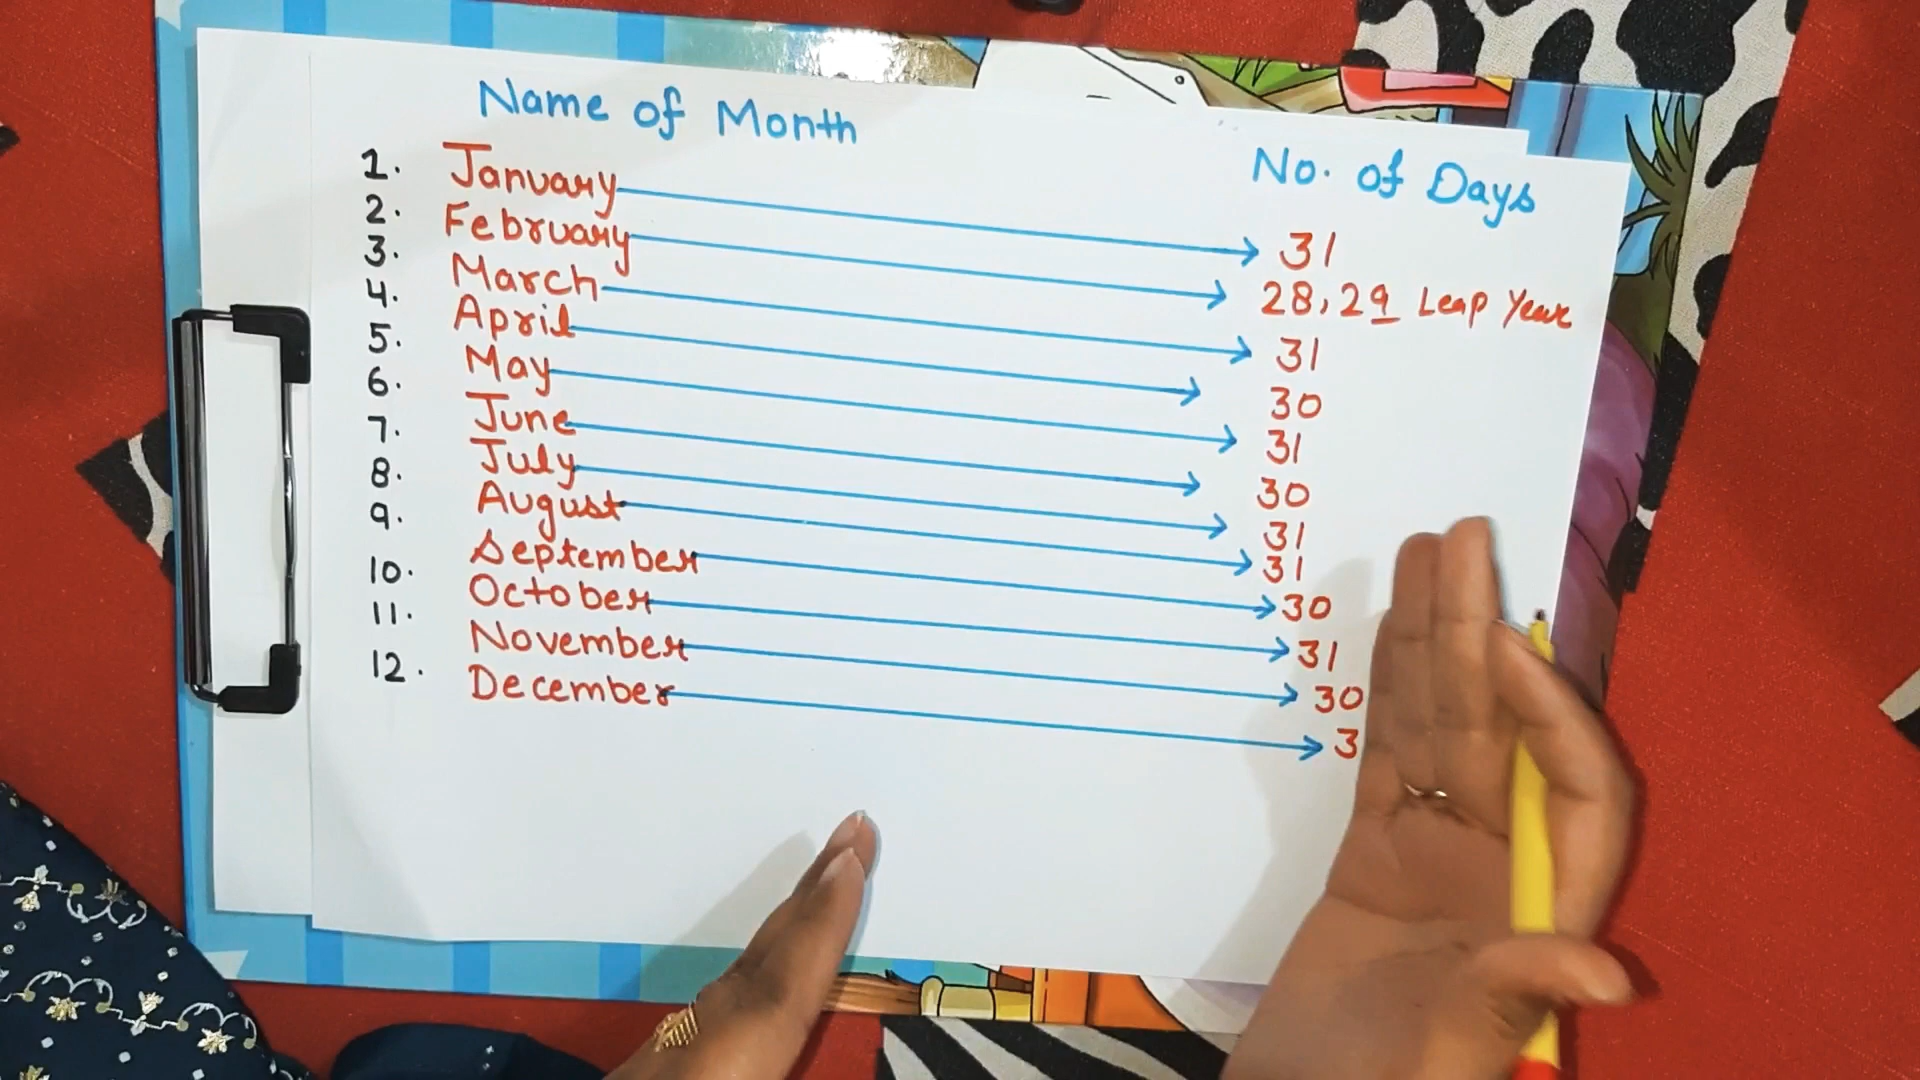 Name of Month No. of Days
1. January 31
2. February 28, 29 Leap Year
3. March 31
4. April 30
5. May 31
6. June 30
7. July 31
8. August 31
9. September 30
10. October 31
11. November 30
12. December 3